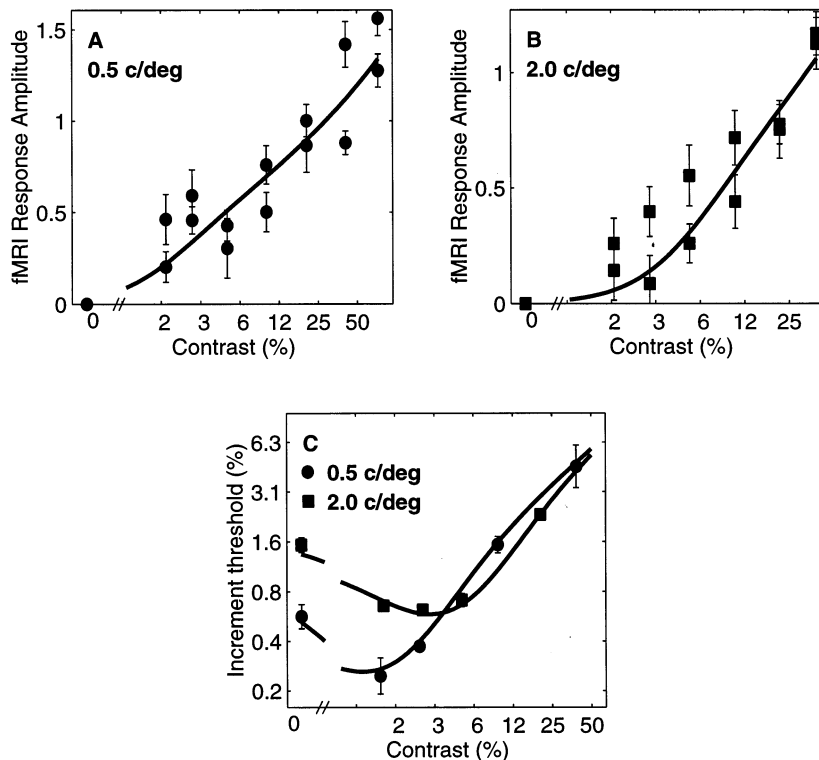 A
0.5 c/deg
fMRI Response Amplitude
1.5
1
0.5
0
0 2 3 6 12 25 50
Contrast (%)
B
2.0 c/deg
fMRI Response Amplitude
1
0.5
0
0 2 3 6 12 25
Contrast (%)
C
0.5 c/deg
2.0 c/deg
Increment threshold (%)
6.3
3.1
1.6
0.8
0.4
0.2
0 2 3 6 12 25 50
Contrast (%)